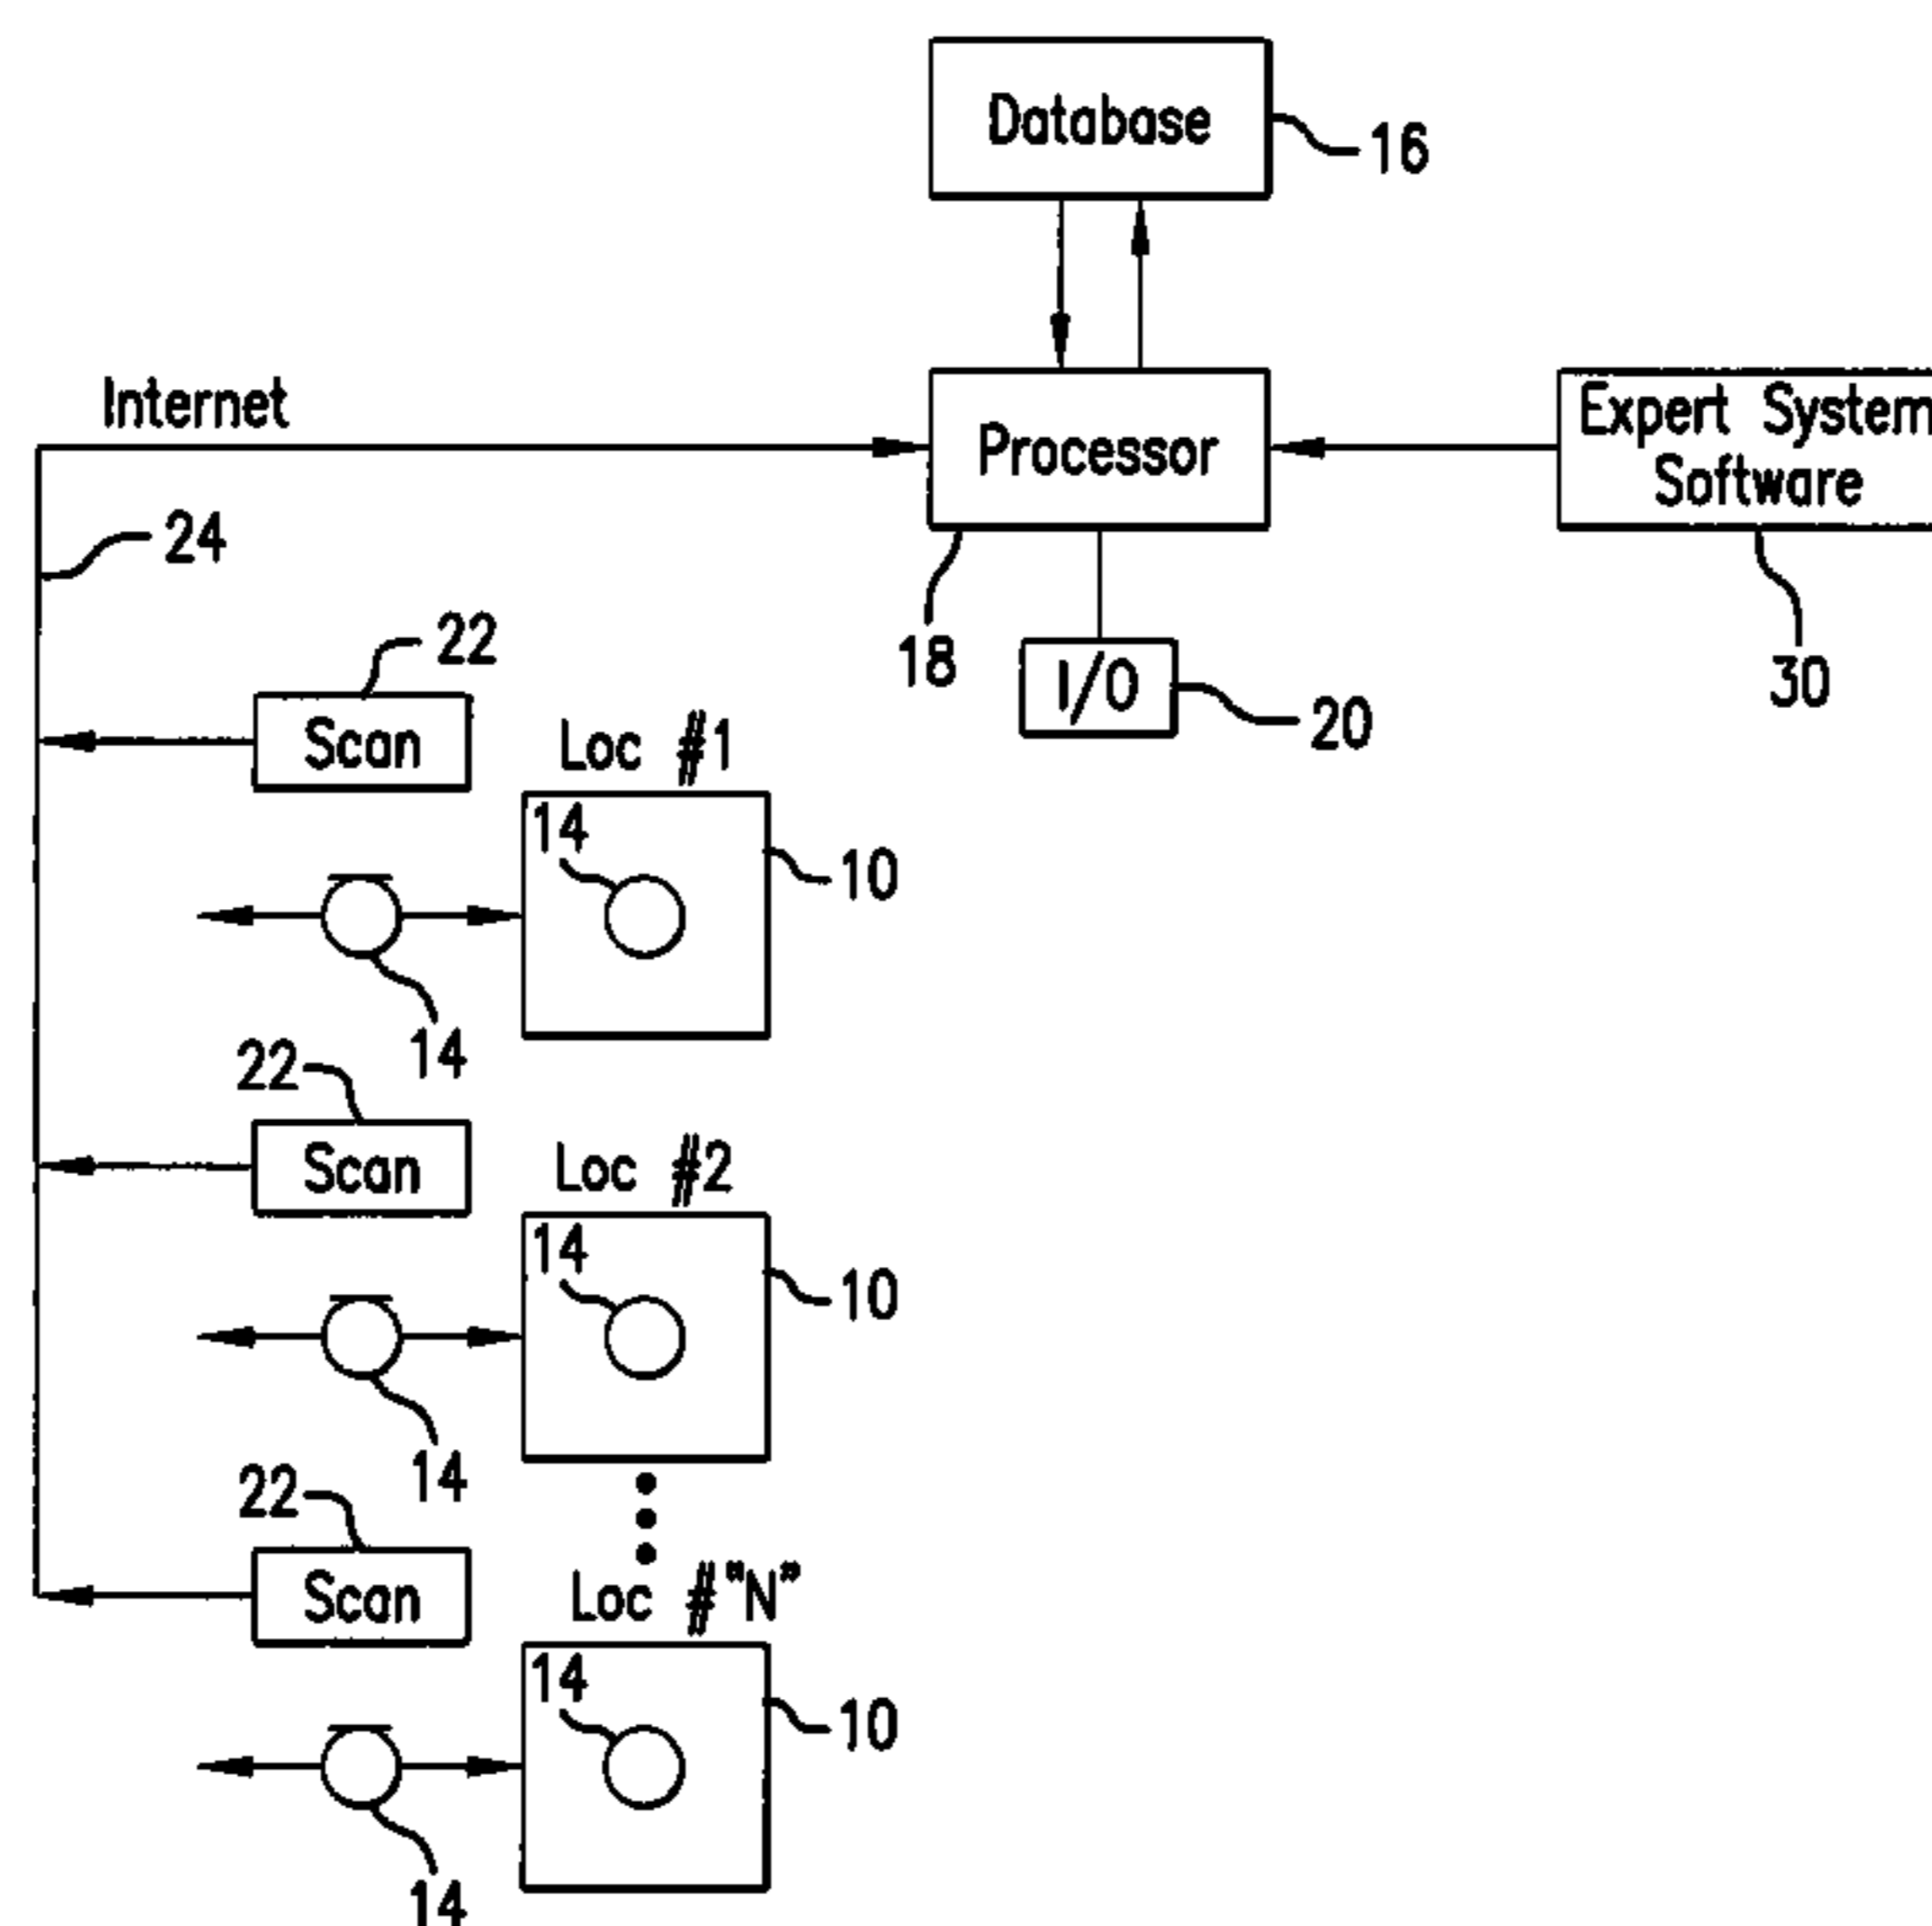 Database
16
Internet
Processor
Expert System
Software
24
22
18
I/O
20
30
Scan
Loc #1
14
10
14
22
Scan
Loc #2
14
10
14
22
Scan
Loc #"N"
14
10
14